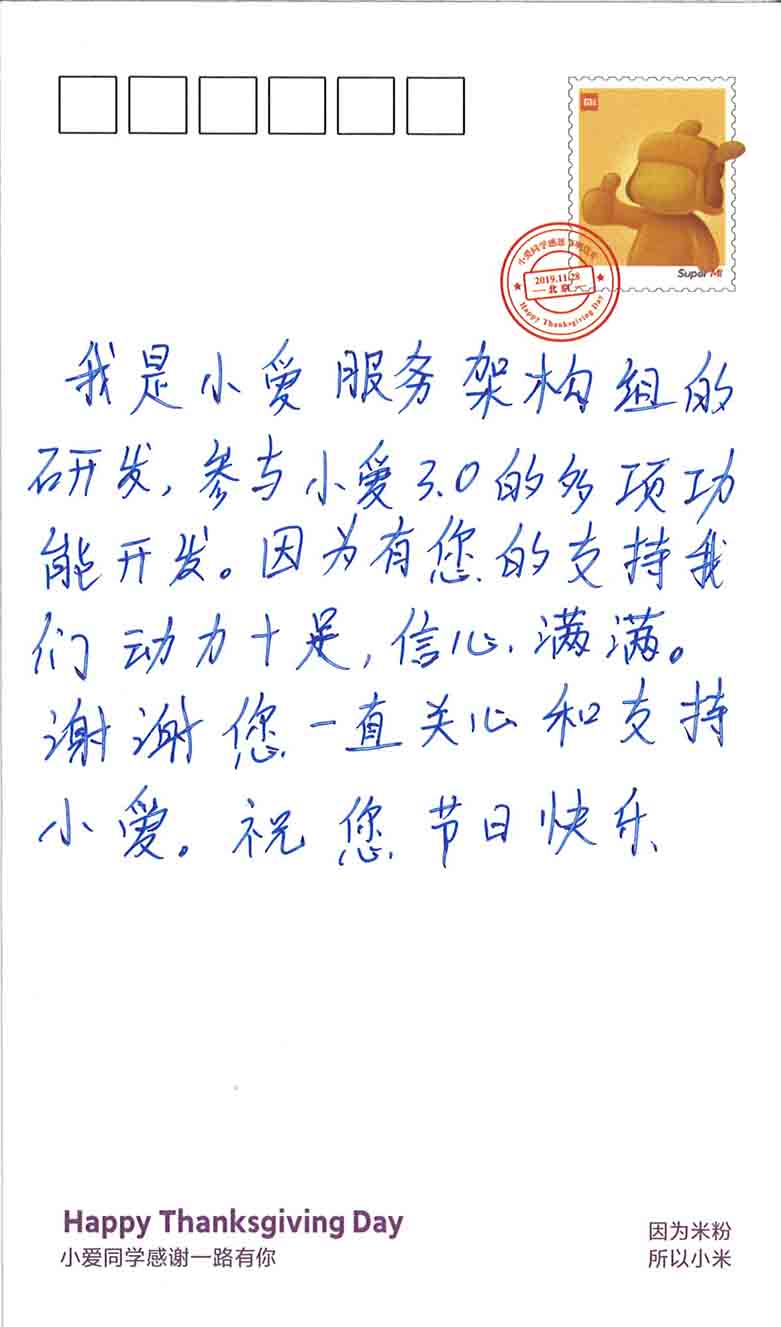 Super Mi
小爱同学感恩节明信片
2019.11.28
北京
Happy Thanksgiving Day
我是小爱服务架构组的
研发,参与小爱3.0的多项功
能开发。因为有您的支持我
们动力十足,信心满满。
谢谢您一直关心和支持
小爱。祝您节日快乐
Happy Thanksgiving Day
小爱同学感谢一路有你
因为米粉
所以小米